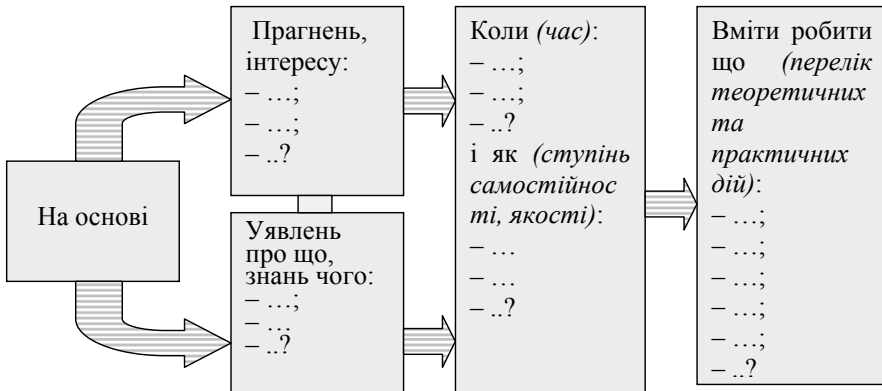 На основі
Прагнень,
інтересу:
– …;
– …;
– ..?
Уявлень
про що,
знань чого:
– …;
– …
– ..?
Коли (час):
– …;
– …;
– ..?
і як (ступінь
самостійнос
ті, якості):
– …
– …
– ..?
Вміти робити
що (перелік
теоретичних
та
практичних
дій):
– …;
– …;
– …;
– …;
– …;
– ..?